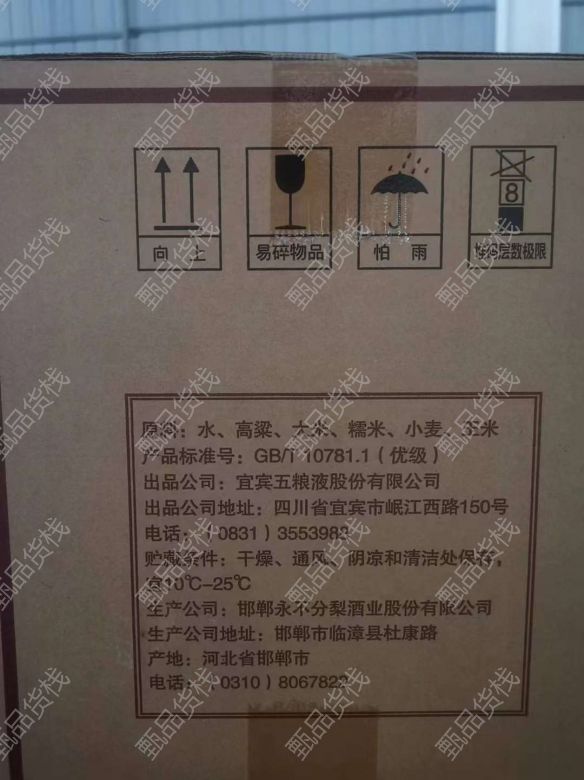 向上
易碎物品
怕雨
8
堆码层数极限
原料：水、高粱、大米、糯米、小麦、玉米
产品标准号：GB/T 10781.1（优级）
出品公司：宜宾五粮液股份有限公司
出品公司地址：四川省宜宾市岷江西路150号
电话：（0831）3553988
贮藏条件：干燥、通风、阴凉和清洁处保存，
宜10℃-25℃
生产公司：邯郸永不分梨酒业股份有限公司
生产公司地址：邯郸市临漳县杜康路
产地：河北省邯郸市
电话：（0310）8067822
甄品货栈